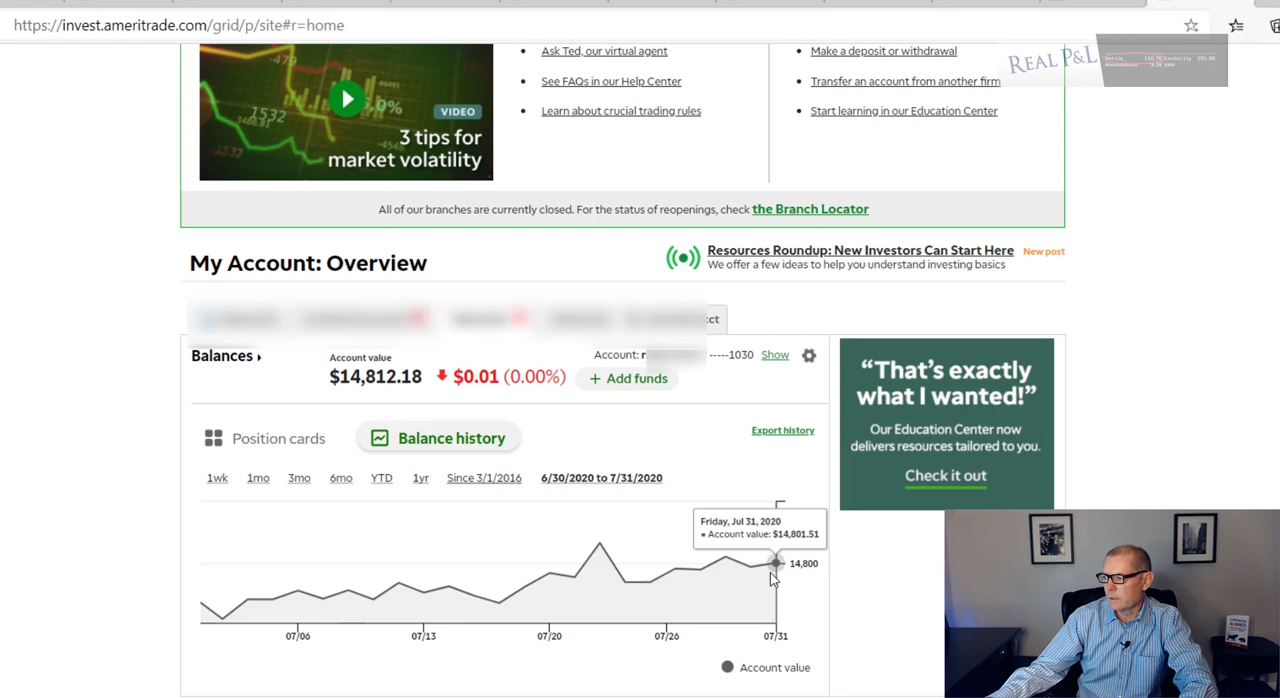 https://invest.ameritrade.com/grid/p/site#r=home
REAL P&L
Ask Ted, our virtual agent
See FAQs in our Help Center
Learn about crucial trading rules
Make a deposit or withdrawal
Transfer an account from another firm
Start learning in our Education Center
VIDEO
3 tips for
market volatility
All of our branches are currently closed. For the status of reopenings, check the Branch Locator
My Account: Overview
Resources Roundup: New Investors Can Start Here New post
We offer a few ideas to help you understand investing basics
Balances
Account value
$14,812.18 $0.01 (0.00%)
Account: -----1030 Show
+ Add funds
Position cards
Balance history
Export history
1wk 1mo 3mo 6mo YTD 1yr Since 3/1/2016 6/30/2020 to 7/31/2020
Friday, Jul 31, 2020
Account value: $14,801.51
14,800
07/06 07/13 07/20 07/26 07/31
Account value
“That’s exactly
what I wanted!”
Our Education Center now
delivers resources tailored to you.
Check it out